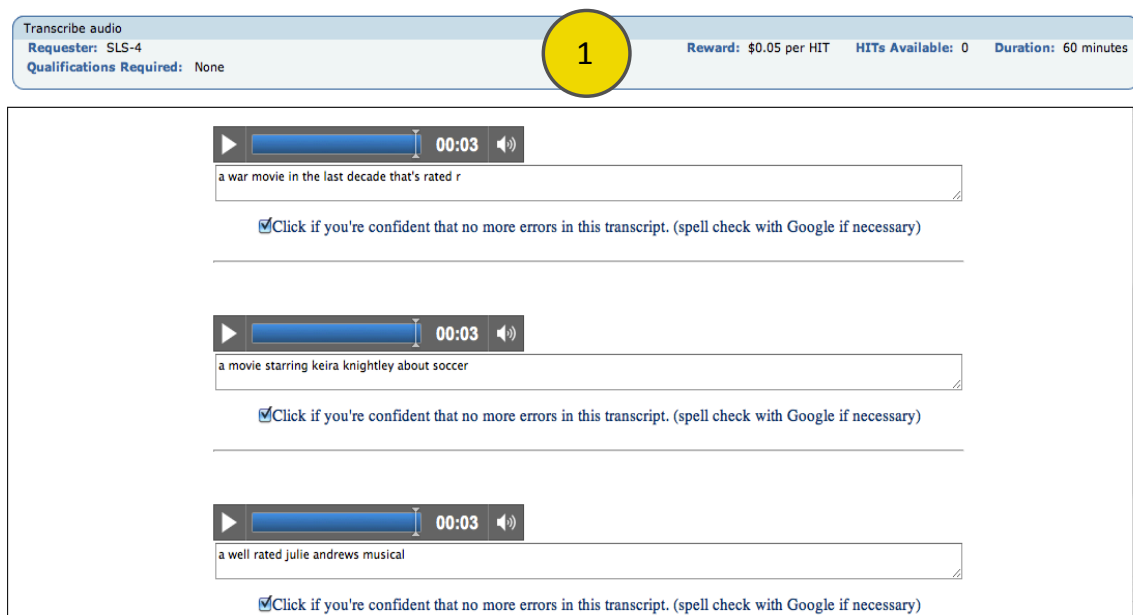 Transcribe audio
Requester: SLS-4
1
Reward: $0.05 per HIT HITs Available: 0 Duration: 60 minutes
Qualifications Required: None
00:03
a war movie in the last decade that's rated r
Click if you're confident that no more errors in this transcript. (spell check with Google if necessary)
00:03
a movie starring keira knightley about soccer
Click if you're confident that no more errors in this transcript. (spell check with Google if necessary)
00:03
a well rated julie andrews musical
Click if you're confident that no more errors in this transcript. (spell check with Google if necessary)